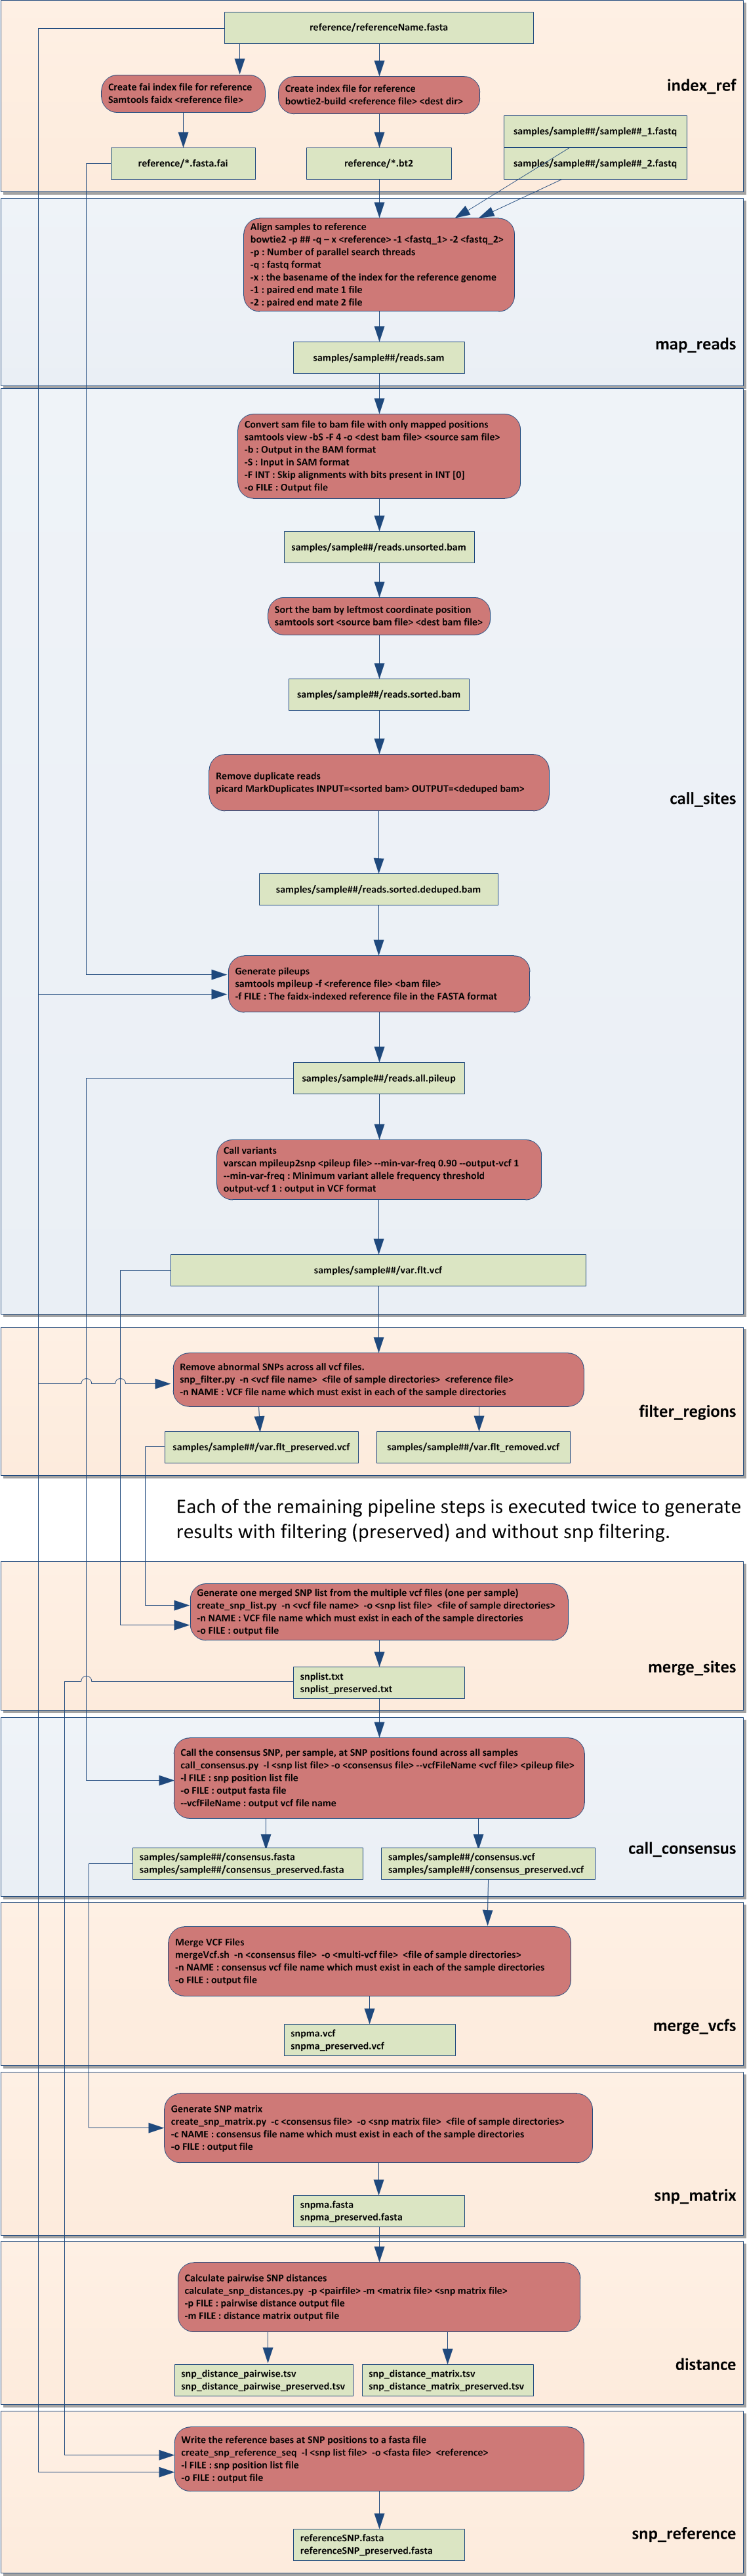 reference/referenceName.fasta
index_ref
Create fai index file for reference
Samtools faidx <reference file>
Create index file for reference
bowtie2-build <reference file> <dest dir>
samples/sample##/sample##_1.fastq
samples/sample##/sample##_2.fastq
reference/*.fasta.fai
reference/*.bt2
Align samples to reference
bowtie2 -p ## -q – x <reference> -1 <fastq_1> -2 <fastq_2>
-p : Number of parallel search threads
-q : fastq format
-x : the basename of the index for the reference genome
-1 : paired end mate 1 file
-2 : paired end mate 2 file
map_reads
samples/sample##/reads.sam
Convert sam file to bam file with only mapped positions
samtools view -bS -F 4 -o <dest bam file> <source sam file>
-b : Output in the BAM format
-S : Input in SAM format
-F INT : Skip alignments with bits present in INT [0]
-o FILE : Output file
samples/sample##/reads.unsorted.bam
Sort the bam by leftmost coordinate position
samtools sort <source bam file> <dest bam file>
samples/sample##/reads.sorted.bam
Remove duplicate reads
picard MarkDuplicates INPUT=<sorted bam> OUTPUT=<deduped bam>
call_sites
samples/sample##/reads.sorted.deduped.bam
Generate pileups
samtools mpileup -f <reference file> <bam file>
-f FILE : The faidx-indexed reference file in the FASTA format
samples/sample##/reads.all.pileup
Call variants
varscan mpileup2snp <pileup file> --min-var-freq 0.90 --output-vcf 1
--min-var-freq : Minimum variant allele frequency threshold
output-vcf 1 : output in VCF format
samples/sample##/var.flt.vcf
Remove abnormal SNPs across all vcf files.
snp_filter.py -n <vcf file name> <file of sample directories> <reference file>
-n NAME : VCF file name which must exist in each of the sample directories
filter_regions
samples/sample##/var.flt_preserved.vcf
samples/sample##/var.flt_removed.vcf
Each of the remaining pipeline steps is executed twice to generate
results with filtering (preserved) and without snp filtering.
Generate one merged SNP list from the multiple vcf files (one per sample)
create_snp_list.py -n <vcf file name> -o <snp list file> <file of sample directories>
-n NAME : VCF file name which must exist in each of the sample directories
-o FILE : output file
merge_sites
snplist.txt
snplist_preserved.txt
Call the consensus SNP, per sample, at SNP positions found across all samples
call_consensus.py -l <snp list file> -o <consensus file> --vcfFileName <vcf file> <pileup file>
-l FILE : snp position list file
-o FILE : output fasta file
--vcfFileName : output vcf file name
call_consensus
samples/sample##/consensus.fasta
samples/sample##/consensus_preserved.fasta
samples/sample##/consensus.vcf
samples/sample##/consensus_preserved.vcf
Merge VCF Files
mergeVcf.sh -n <consensus file> -o <multi-vcf file> <file of sample directories>
-n NAME : consensus vcf file name which must exist in each of the sample directories
-o FILE : output file
merge_vcfs
snpma.vcf
snpma_preserved.vcf
Generate SNP matrix
create_snp_matrix.py -c <consensus file> -o <snp matrix file> <file of sample directories>
-c NAME : consensus file name which must exist in each of the sample directories
-o FILE : output file
snp_matrix
snpma.fasta
snpma_preserved.fasta
Calculate pairwise SNP distances
calculate_snp_distances.py -p <pairfile> -m <matrix file> <snp matrix file>
-p FILE : pairwise distance output file
-m FILE : distance matrix output file
distance
snp_distance_pairwise.tsv
snp_distance_pairwise_preserved.tsv
snp_distance_matrix.tsv
snp_distance_matrix_preserved.tsv
Write the reference bases at SNP positions to a fasta file
create_snp_reference_seq -l <snp list file> -o <fasta file> <reference>
-l FILE : snp position list file
-o FILE : output file
snp_reference
referenceSNP.fasta
referenceSNP_preserved.fasta